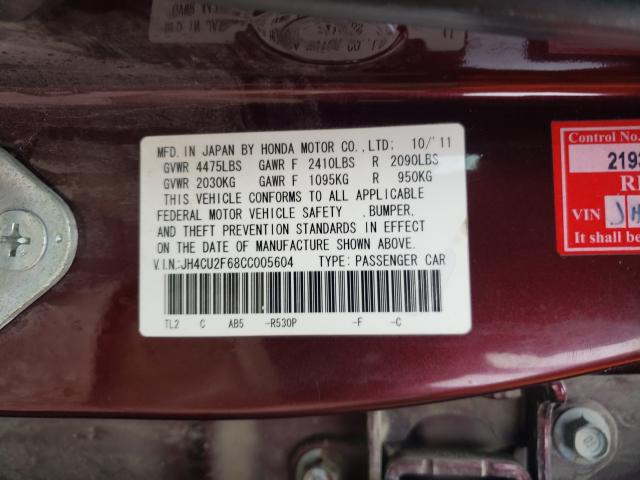 MFD. IN JAPAN BY HONDA MOTOR CO., LTD; 10/'11
GVWR 4475LBS GAWR F 2410LBS R 2090LBS
GVWR 2030KG GAWR F 1095KG R 950KG
THIS VEHICLE CONFORMS TO ALL APPLICABLE
FEDERAL MOTOR VEHICLE SAFETY ,BUMPER,
AND THEFT PREVENTION STANDARDS IN EFFECT
ON THE DATE OF MANUFACTURE SHOWN ABOVE.
V.I.N:JH4CU2F68CC005604 TYPE: PASSENGER CAR
TL2 C AB5 -R530P -F -C
Control No.
VIN JH
It shall be